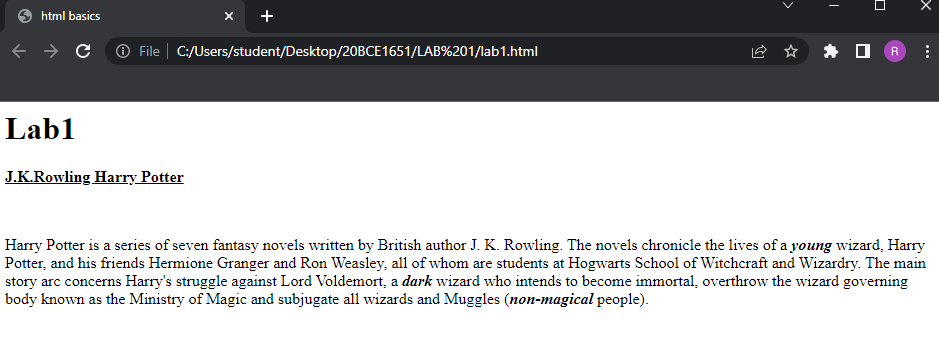 html basics
File C:/Users/student/Desktop/20BCE1651/LAB%201/lab1.html
R
Lab1
J.K.Rowling Harry Potter
Harry Potter is a series of seven fantasy novels written by British author J. K. Rowling. The novels chronicle the lives of a young wizard, Harry
Potter, and his friends Hermione Granger and Ron Weasley, all of whom are students at Hogwarts School of Witchcraft and Wizardry. The main
story arc concerns Harry's struggle against Lord Voldemort, a dark wizard who intends to become immortal, overthrow the wizard governing
body known as the Ministry of Magic and subjugate all wizards and Muggles (non-magical people).